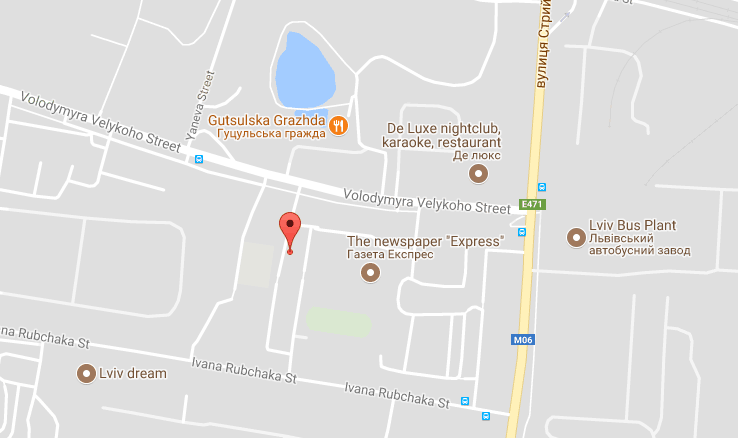 вулиця Стрий
Yaneva Street
Volodymyra Velykoho Street
Gutsulska Grazhda
Гуцульська гражда
De Luxe nightclub,
karaoke, restaurant
Де люкс
Volodymyra Velykoho Street
E471
Lviv Bus Plant
Львівський
автобусний завод
The newspaper "Express"
Газета Експрес
M06
na Rubchaka St
Ivana Rubchaka St
Lviv dream
Ivana Rubchaka St